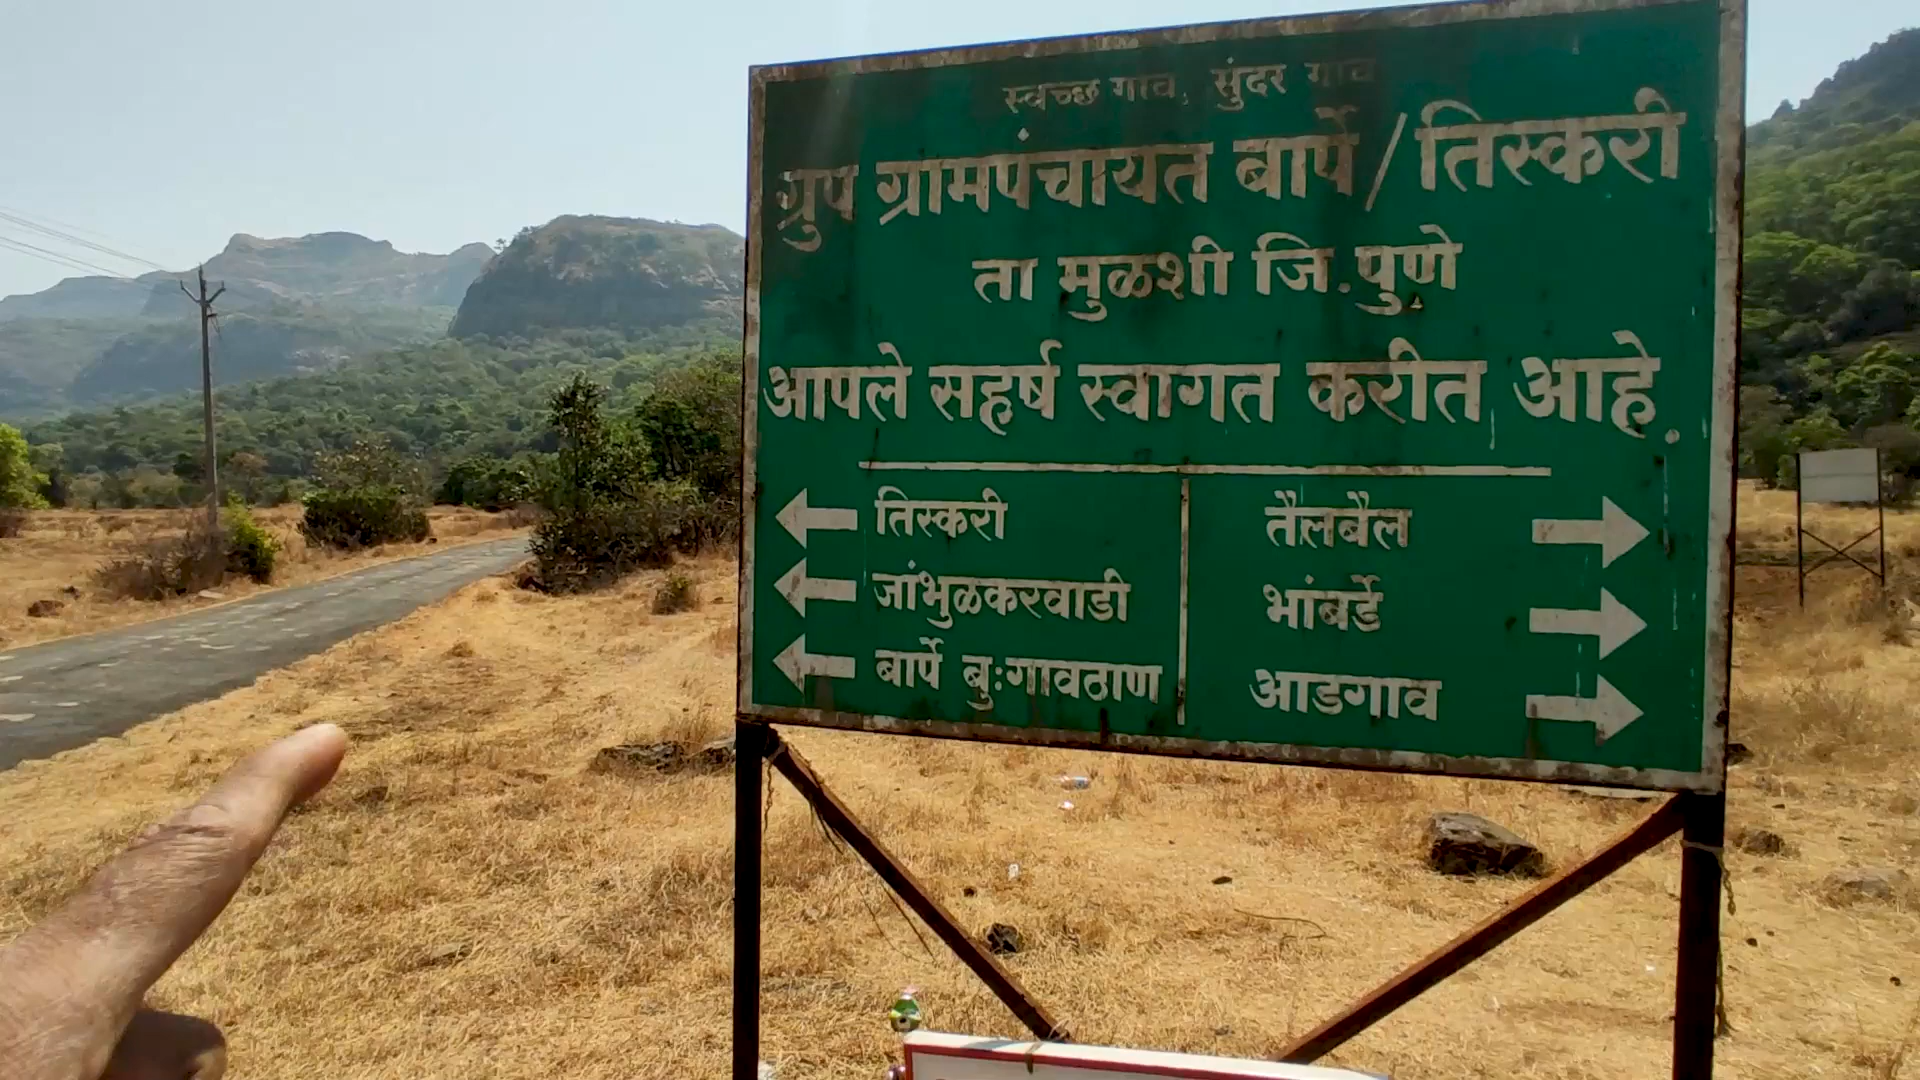 स्वच्छ गाव, सुंदर गाव
ग्रुप ग्रामपंचायत बार्पे/तिस्करी
ता मुळशी जि.पुणे
आपले सहर्ष स्वागत करीत आहे.
तिस्करी
तैलबैल
जांभुळकरवाडी
भांबर्डे
बार्पे बुःगावठाण
आडगाव